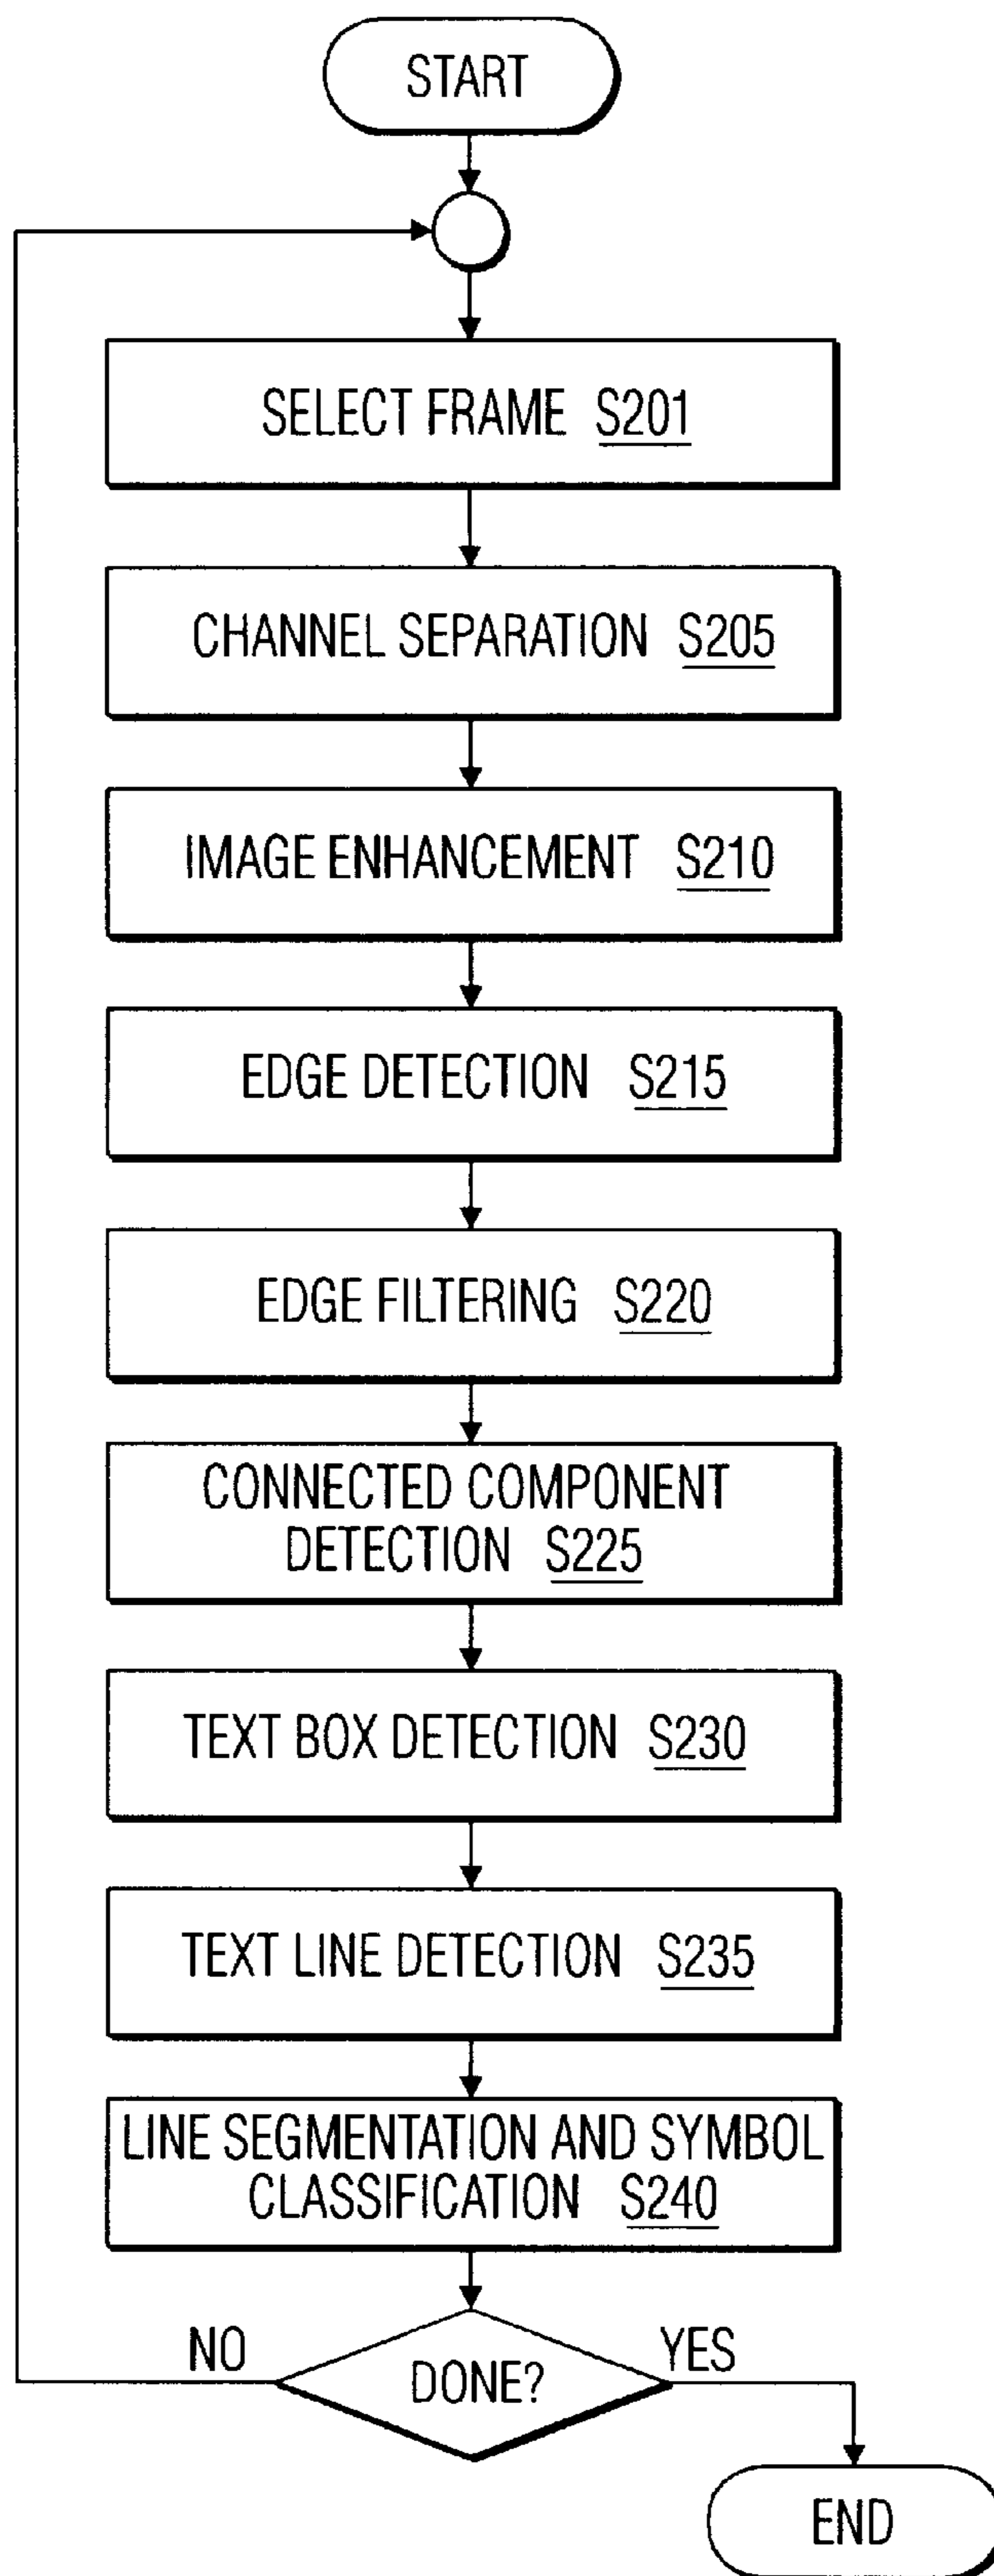 START
SELECT FRAME S201
CHANNEL SEPARATION S205
IMAGE ENHANCEMENT S210
EDGE DETECTION S215
EDGE FILTERING S220
CONNECTED COMPONENT
DETECTION S225
TEXT BOX DETECTION S230
TEXT LINE DETECTION S235
LINE SEGMENTATION AND SYMBOL
CLASSIFICATION S240
NO
DONE?
YES
END